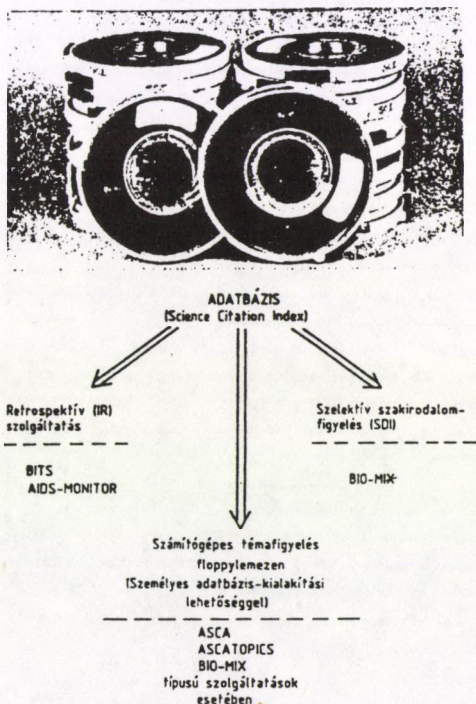 ADATBÁZIS
(Science Citation Index)
Retrospektív (IR)
szolgáltatás
BITS
AIDS-MONITOR
Szelektív szakirodalom-
figyelés (SDI)
BIO-MIX
Számítógépes témafigyelés
floppylemezen
(Személyes adatbázis-kialakítási
lehetőséggel)
ASCA
ASCATOPICS
BIO-MIX
típusú szolgáltatások
esetében